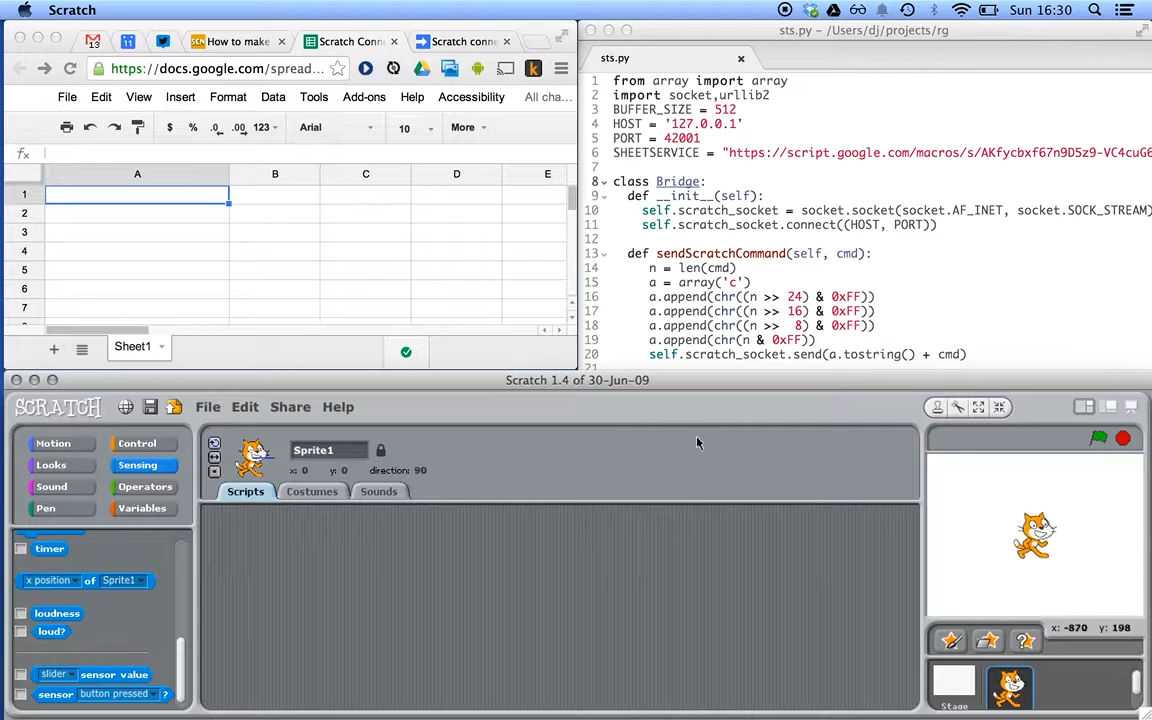 Scratch
Sun 16:30
13
11
How to make
Scratch Conn
Scratch conne
https://docs.google.com/spread...
File Edit View Insert Format Data Tools Add-ons Help Accessibility All cha...
$ % .0 .00 123 Arial 10 More
fx
A B C D E
1
2
3
4
5
6
7
Sheet1
sts.py – /Users/dj/projects/rg
sts.py
1 from array import array
2 import socket,urllib2
3 BUFFER_SIZE = 512
4 HOST = '127.0.0.1'
5 PORT = 42001
6 SHEETSERVICE = "https://script.google.com/macros/s/AKfycbxf67n9D5z9-VC4cuG6
8 class Bridge:
9 def __init__(self):
10 self.scratch_socket = socket.socket(socket.AF_INET, socket.SOCK_STREAM)
11 self.scratch_socket.connect((HOST, PORT))
12
13 def sendScratchCommand(self, cmd):
14 n = len(cmd)
15 a = array('c')
16 a.append(chr((n >> 24) & 0xFF))
17 a.append(chr((n >> 16) & 0xFF))
18 a.append(chr((n >> 8) & 0xFF))
19 a.append(chr(n & 0xFF))
20 self.scratch_socket.send(a.tostring() + cmd)
21
Scratch 1.4 of 30-Jun-09
SCRATCH File Edit Share Help
Motion Control
Looks Sensing
Sound Operators
Pen Variables
timer
x position of Sprite1
loudness
loud?
slider sensor value
sensor button pressed ?
Sprite1
x: 0 y: 0 direction: 90
Scripts Costumes Sounds
x: -870 y: 198
Stage